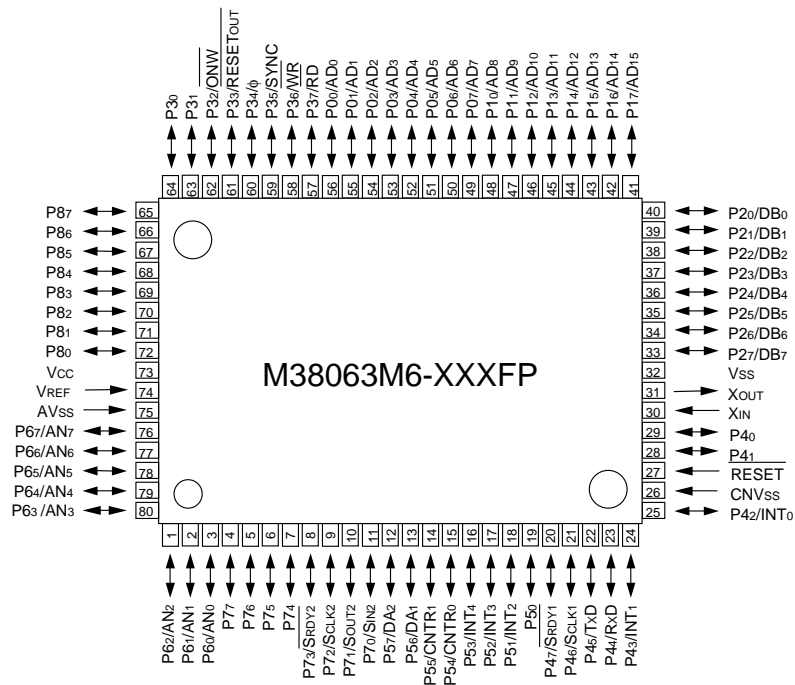 P30
P31
P32/ONW
P33/RESETOUT
P34/ϕ
P35/SYNC
P36/WR
P37/RD
P00/AD0
P01/AD1
P02/AD2
P03/AD3
P04/AD4
P05/AD5
P06/AD6
P07/AD7
P10/AD8
P11/AD9
P12/AD10
P13/AD11
P14/AD12
P15/AD13
P16/AD14
P17/AD15
64 63 62 61 60 59 58 57 56 55 54 53 52 51 50 49 48 47 46 45 44 43 42 41
P87 65
P86 66
P85 67
P84 68
P83 69
P82 70
P81 71
P80 72
VCC 73
VREF 74
AVSS 75
P67/AN7 76
P66/AN6 77
P65/AN5 78
P64/AN4 79
P63/AN3 80
M38063M6-XXXFP
40 P20/DB0
39 P21/DB1
38 P22/DB2
37 P23/DB3
36 P24/DB4
35 P25/DB5
34 P26/DB6
33 P27/DB7
32 VSS
31 XOUT
30 XIN
29 P40
28 P41
27 RESET
26 CNVSS
25 P42/INT0
1 2 3 4 5 6 7 8 9 10 11 12 13 14 15 16 17 18 19 20 21 22 23 24
P62/AN2
P61/AN1
P60/AN0
P77
P76
P75
P74
P73/SRDY2
P72/SCLK2
P71/SOUT2
P70/SIN2
P57/DA2
P56/DA1
P55/CNTR1
P54/CNTR0
P53/INT4
P52/INT3
P51/INT2
P50
P47/SRDY1
P46/SCLK1
P45/TxD
P44/RxD
P43/INT1